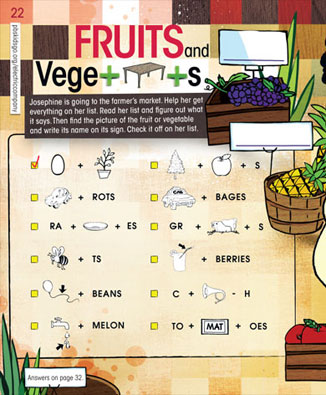 22
pbskidsgo.org/electriccompany
FRUITS and
Vege + + s
Josephine is going to the farmer's market. Help her get
everything on her list. Read her list and figure out what
it says. Then find the picture of the fruit or vegetable
and write its name on its sign. Check it off on her list.
+
+ + S
+ ROTS
+ BAGES
RA + + ES
GR + + S
+ TS
+ BERRIES
+ BEANS
C + - H
+ MELON
TO + MAT + OES
Answers on page 32.